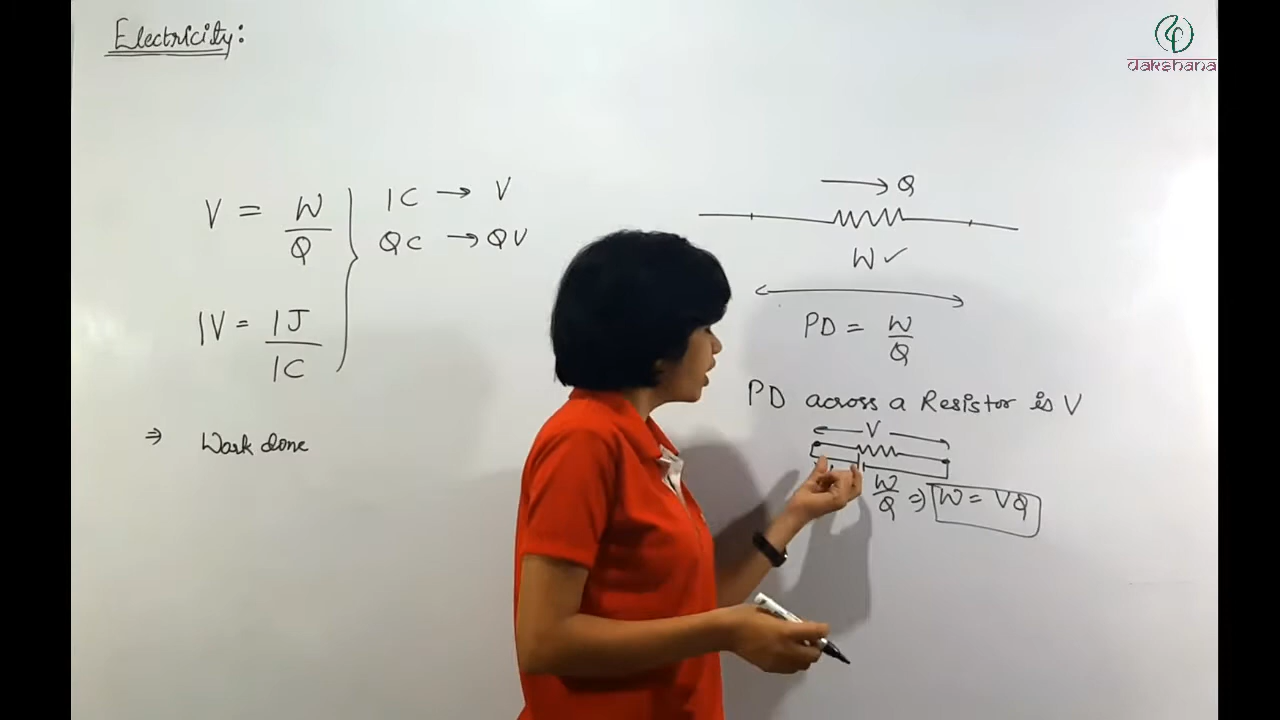 Electricity:
dakshana
V = W/Q
1C → V
QC → QV
1V = 1J/1C
⇒ Work done
→ Q
W ✓
PD = W/Q
PD across a Resistor is V
V
W/Q ⇒ W = VQ